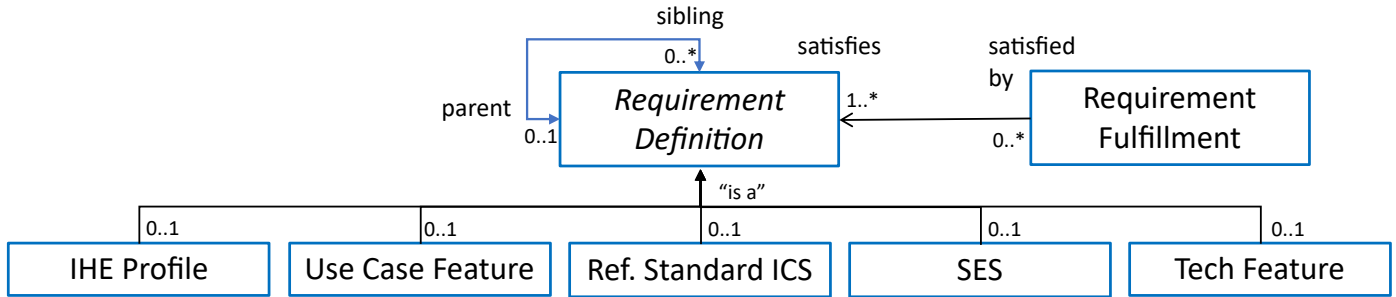 sibling
0..*
satisfies
satisfied
by
parent
0..1
Requirement
Definition
1..*
0..*
Requirement
Fulfillment
“is a”
0..1
0..1
0..1
0..1
0..1
IHE Profile
Use Case Feature
Ref. Standard ICS
SES
Tech Feature